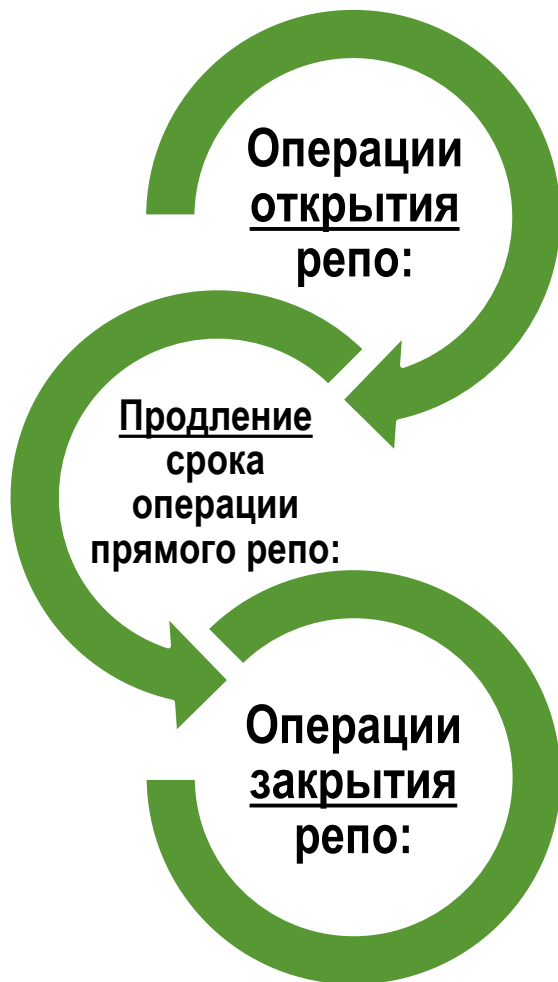 Операции
открытия
репо:
Продление
срока
операции
прямого репо:
Операции
закрытия
репо: